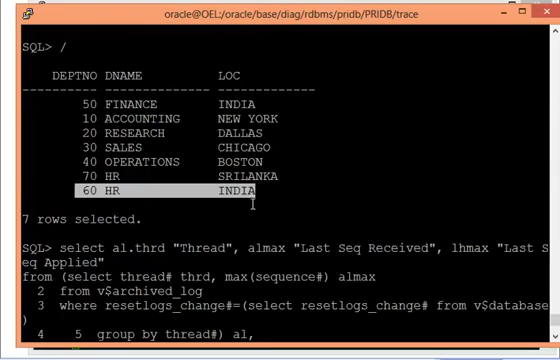 oracle@OEL:/oracle/base/diag/rdbms/pridb/PRIDB/trace
SQL> /
DEPTNO DNAME LOC
---------- -------------- -------------
50 FINANCE INDIA
10 ACCOUNTING NEW YORK
20 RESEARCH DALLAS
30 SALES CHICAGO
40 OPERATIONS BOSTON
70 HR SRILANKA
60 HR INDIA
7 rows selected.
SQL> select al.thrd "Thread", almax "Last Seq Received", lhmax "Last S
eq Applied"
from (select thread# thrd, max(sequence#) almax
2 from v$archived_log
3 where resetlogs_change#=(select resetlogs_change# from v$database
)
4 5 group by thread#) al,